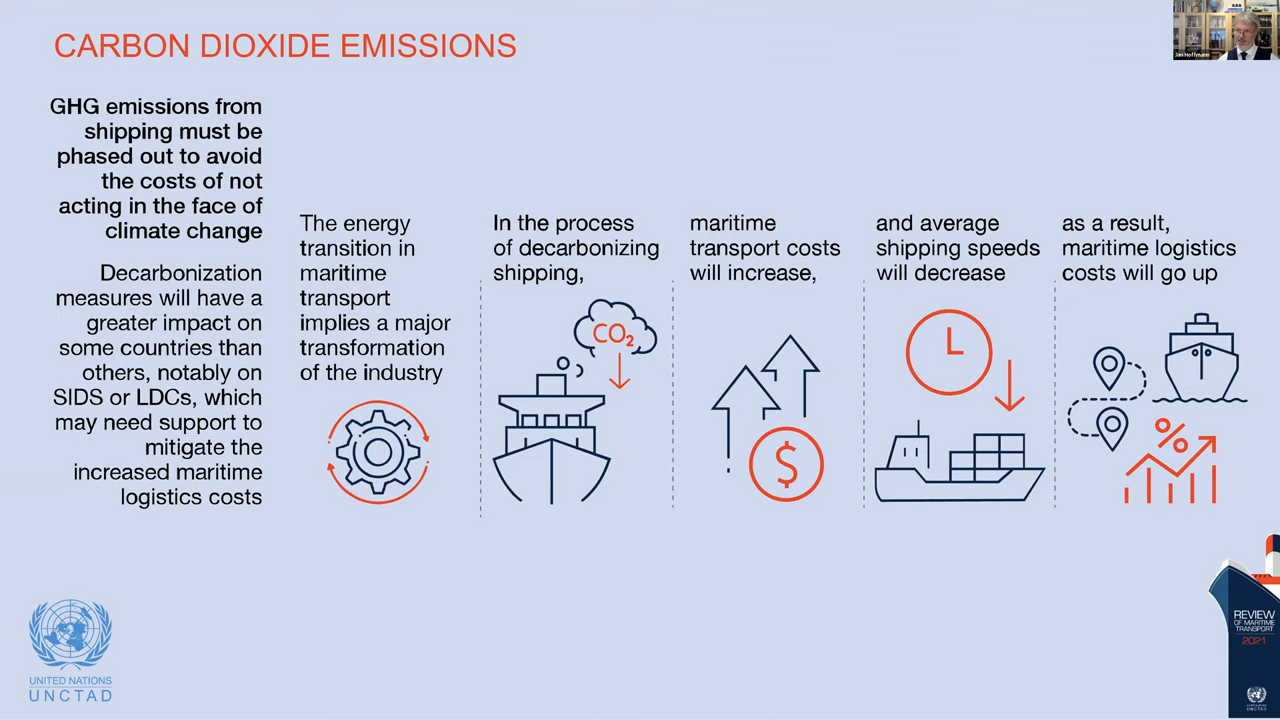 CARBON DIOXIDE EMISSIONS
Jan Hoffmann
GHG emissions from
shipping must be
phased out to avoid
the costs of not
acting in the face of
climate change
Decarbonization
measures will have a
greater impact on
some countries than
others, notably on
SIDS or LDCs, which
may need support to
mitigate the
increased maritime
logistics costs
The energy
transition in
maritime
transport
implies a major
transformation
of the industry
In the process
of decarbonizing
shipping,
CO₂
maritime
transport costs
will increase,
$
and average
shipping speeds
will decrease
as a result,
maritime logistics
costs will go up
%
UNITED NATIONS
UNCTAD
REVIEW
OF MARITIME
TRANSPORT
2021
UNCTAD